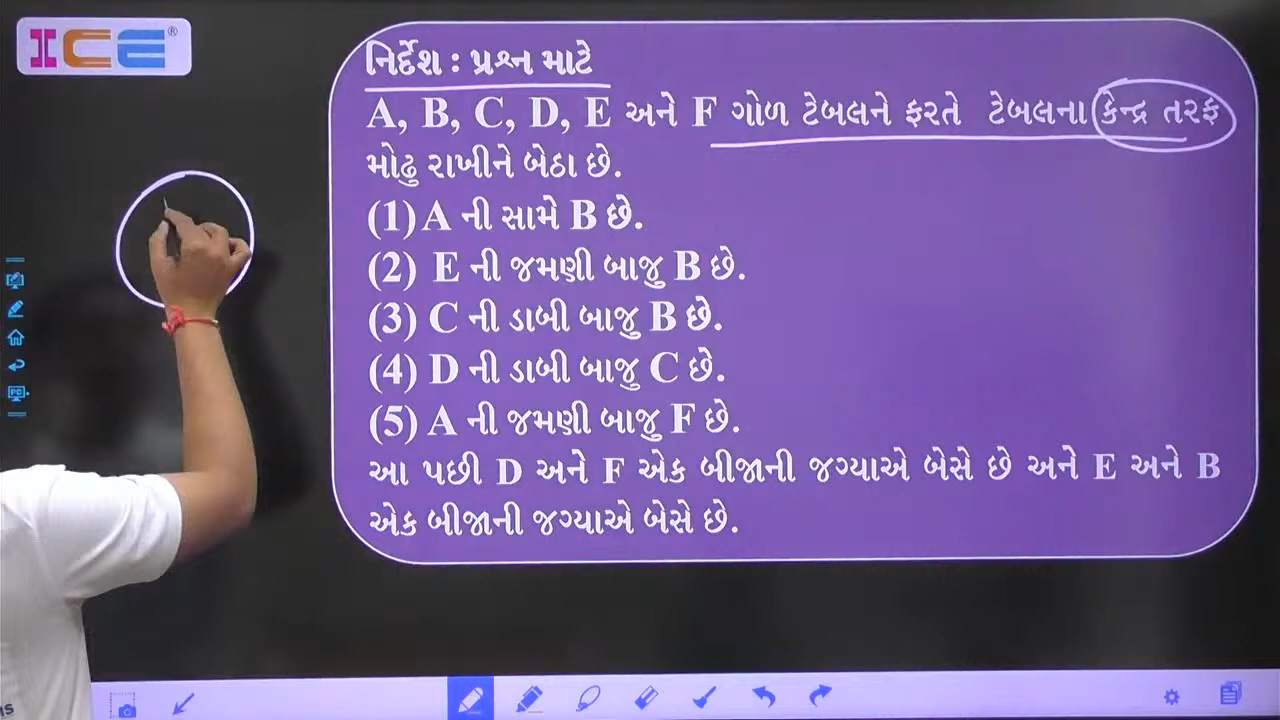 ICE®
નિર્દેશ : પ્રશ્ન માટે
A, B, C, D, E અને F ગોળ ટેબલને ફરતે ટેબલના કેન્દ્ર તરફ
મોઢુ રાખીને બેઠા છે.
(1) A ની સામે B છે.
(2) E ની જમણી બાજુ B છે.
(3) C ની ડાબી બાજુ B છે.
(4) D ની ડાબી બાજુ C છે.
(5) A ની જમણી બાજુ F છે.
આ પછી D અને F એક બીજાની જગ્યાએ બેસે છે અને E અને B
એક બીજાની જગ્યાએ બેસે છે.